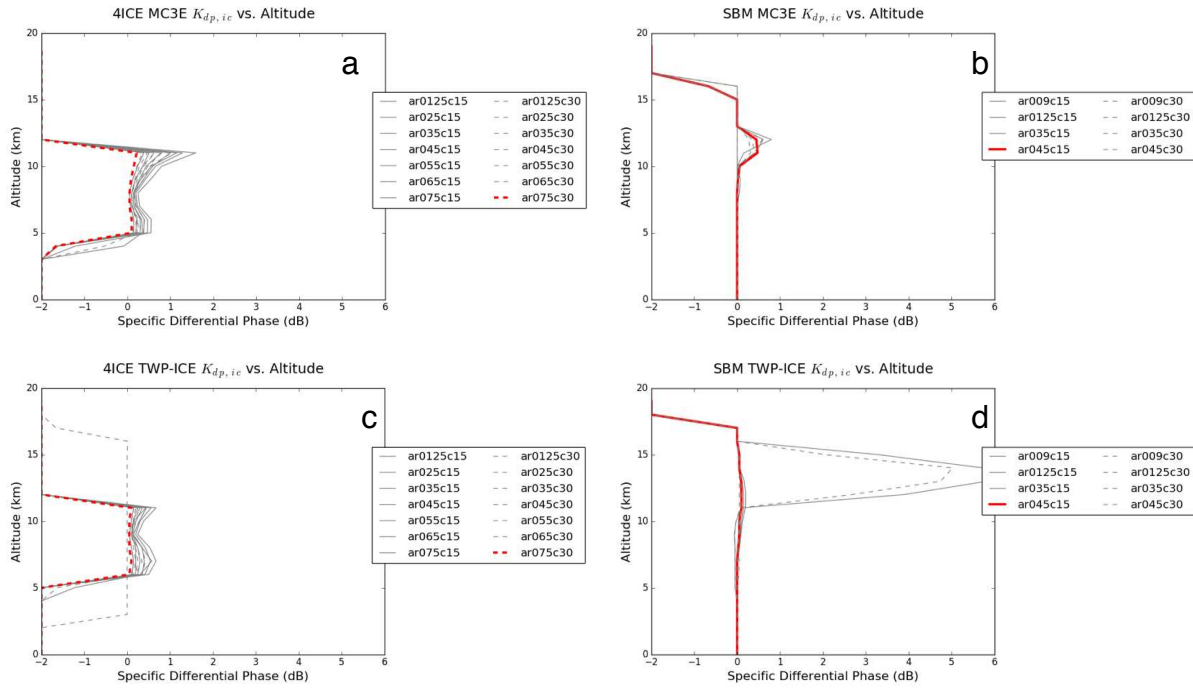 4ICE MC3E K_{dp, ic} vs. Altitude
a
20
15
10
5
0
Altitude (km)
-2 -1 0 1 2 3 4 5 6
Specific Differential Phase (dB)
ar0125c15 ar0125c30
ar025c15 ar025c30
ar035c15 ar035c30
ar045c15 ar045c30
ar055c15 ar055c30
ar065c15 ar065c30
ar075c15 ar075c30
SBM MC3E K_{dp, ic} vs. Altitude
b
20
15
10
5
0
Altitude (km)
-2 -1 0 1 2 3 4 5 6
Specific Differential Phase (dB)
ar009c15 ar009c30
ar0125c15 ar0125c30
ar035c15 ar035c30
ar045c15 ar045c30
4ICE TWP-ICE K_{dp, ic} vs. Altitude
c
20
15
10
5
0
Altitude (km)
-2 -1 0 1 2 3 4 5 6
Specific Differential Phase (dB)
ar0125c15 ar0125c30
ar025c15 ar025c30
ar035c15 ar035c30
ar045c15 ar045c30
ar055c15 ar055c30
ar065c15 ar065c30
ar075c15 ar075c30
SBM TWP-ICE K_{dp, ic} vs. Altitude
d
20
15
10
5
0
Altitude (km)
-2 -1 0 1 2 3 4 5 6
Specific Differential Phase (dB)
ar009c15 ar009c30
ar0125c15 ar0125c30
ar035c15 ar035c30
ar045c15 ar045c30